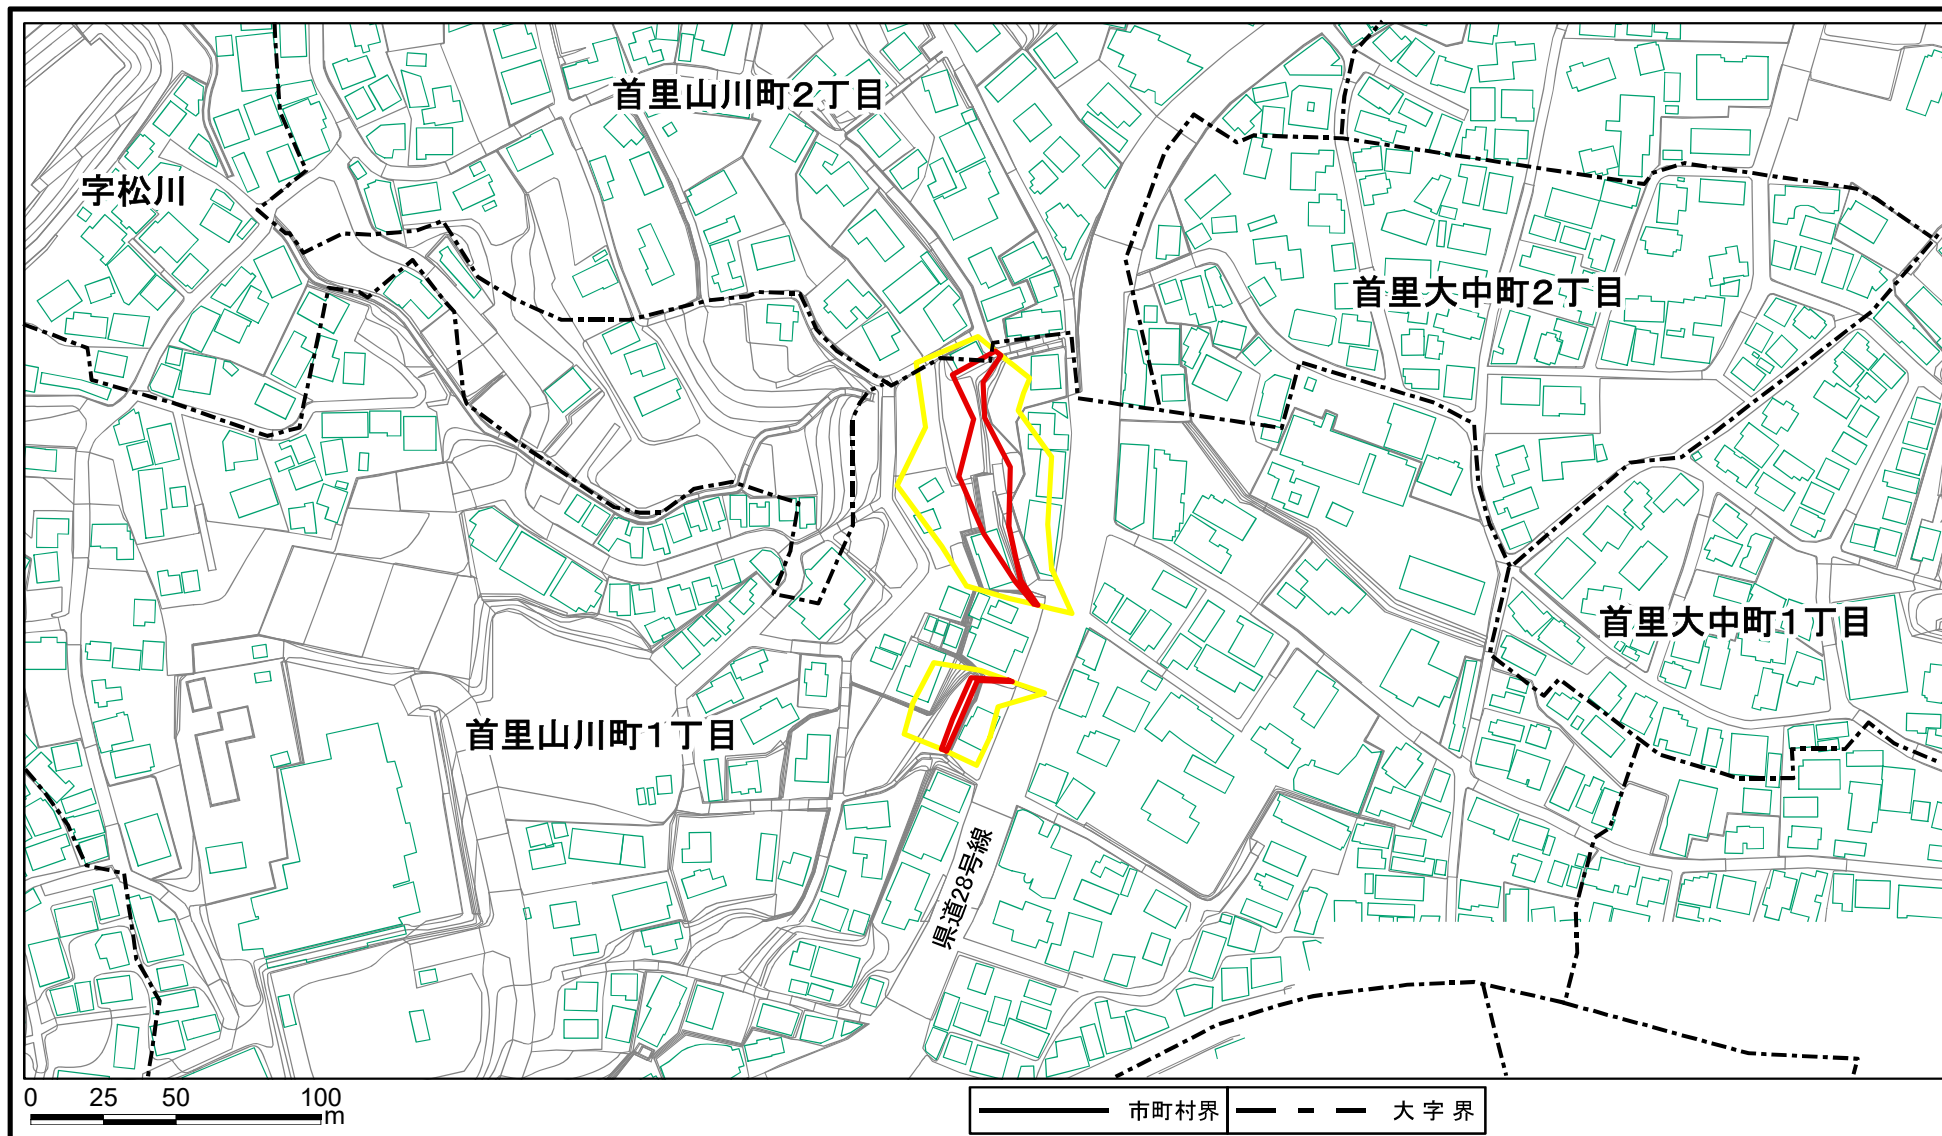 首里山川町2丁目
字松川
首里大中町2丁目
首里大中町1丁目
首里山川町1丁目
県道28号線
0 25 50 100
m
市町村界
大字界